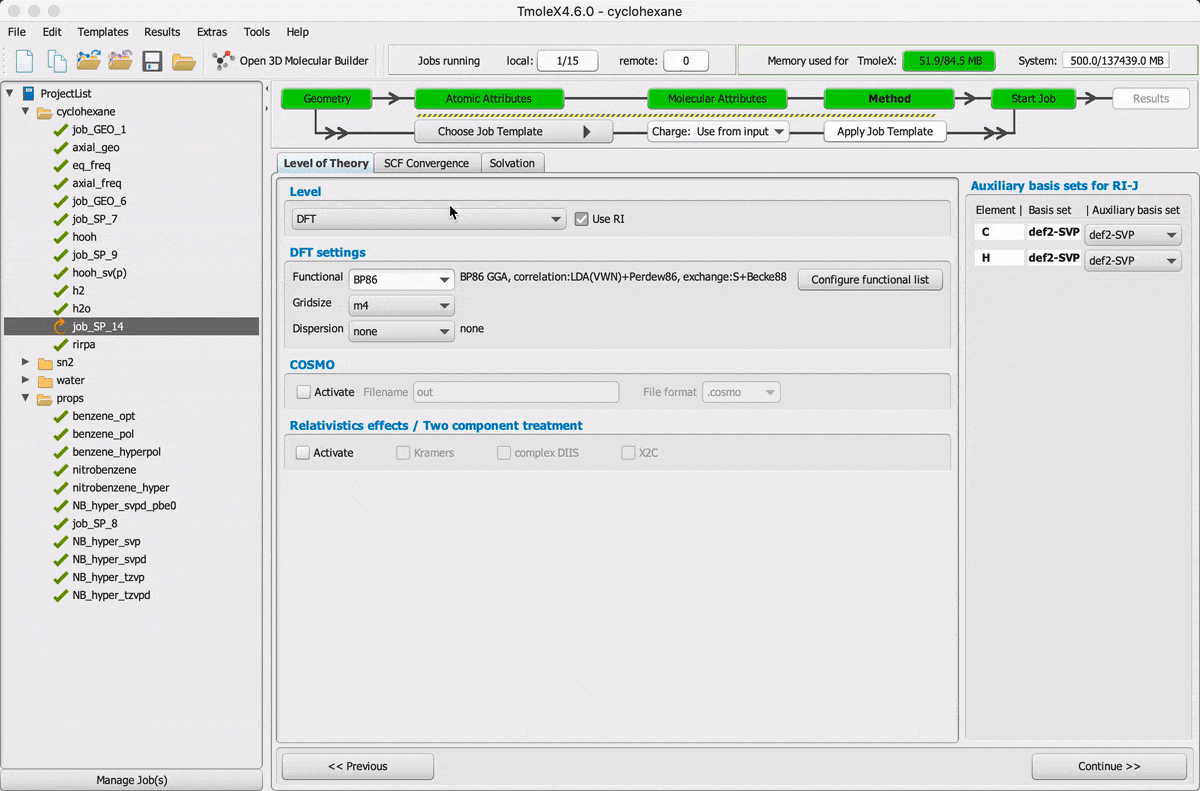 TmoleX4.6.0 - cyclohexane
File Edit Templates Results Extras Tools Help
Open 3D Molecular Builder Jobs running local: 1/15 remote: 0 Memory used for TmoleX: 51.9/84.5 MB System: 500.0/137439.0 MB
ProjectList
cyclohexane
job_GEO_1
axial_geo
eq_freq
axial_freq
job_GEO_6
job_SP_7
hooh
job_SP_9
hooh_sv(p)
h2
h2o
job_SP_14
rirpa
sn2
water
props
benzene_opt
benzene_pol
benzene_hyperpol
nitrobenzene
nitrobenzene_hyper
NB_hyper_svpd_pbe0
job_SP_8
NB_hyper_svp
NB_hyper_svpd
NB_hyper_tzvp
NB_hyper_tzvpd
Manage Job(s)
Geometry Atomic Attributes Molecular Attributes Method Start Job Results
Choose Job Template Charge: Use from input Apply Job Template
Level of Theory SCF Convergence Solvation
Level
DFT Use RI
DFT settings
Functional BP86 BP86 GGA, correlation:LDA(VWN)+Perdew86, exchange:S+Becke88 Configure functional list
Gridsize m4
Dispersion none none
COSMO
Activate Filename out File format .cosmo
Relativistics effects / Two component treatment
Activate Kramers complex DIIS X2C
Auxiliary basis sets for RI-J
Element | Basis set | Auxiliary basis set
C def2-SVP def2-SVP
H def2-SVP def2-SVP
<< Previous Continue >>